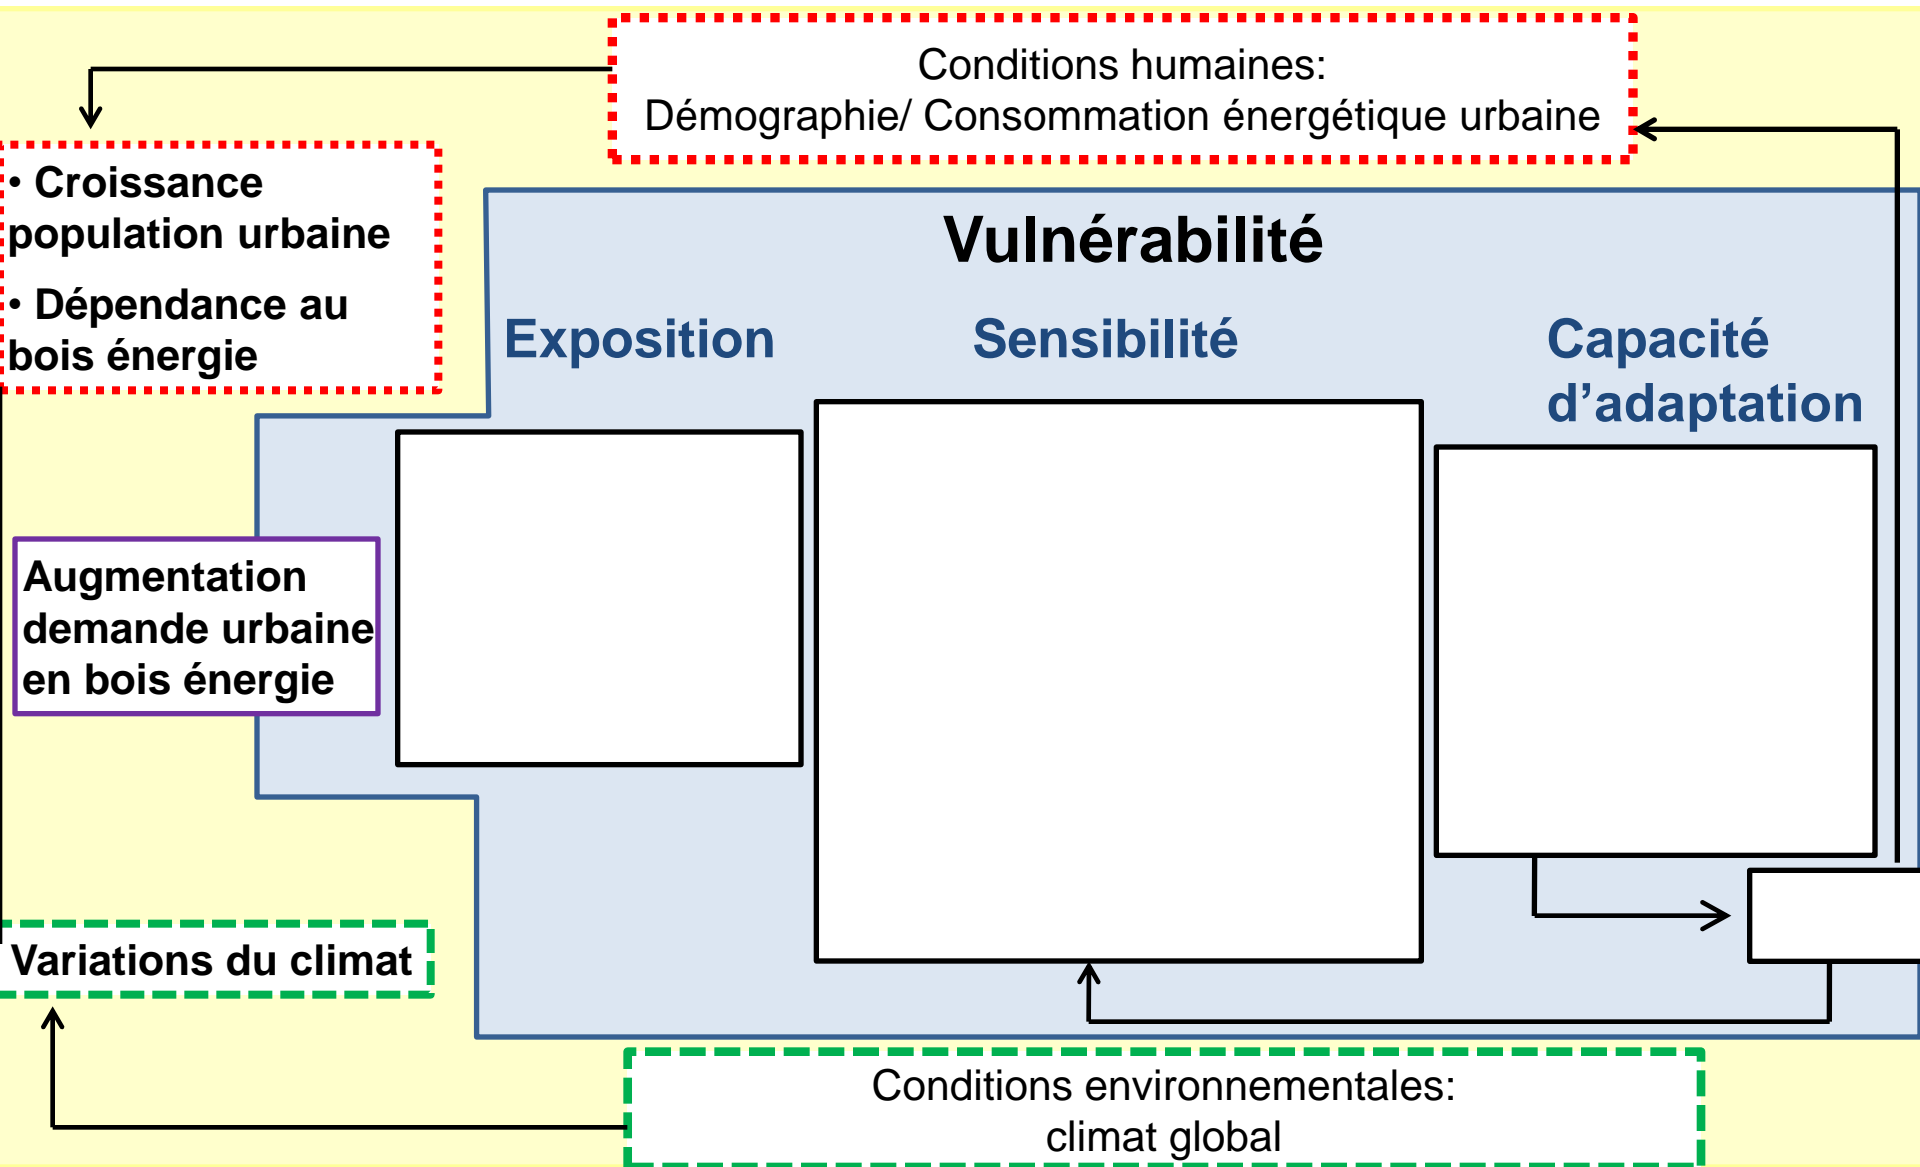 Conditions humaines:
Démographie/ Consommation énergétique urbaine
• Croissance
population urbaine
• Dépendance au
bois énergie
Vulnérabilité
Exposition
Sensibilité
Capacité
d’adaptation
Augmentation
demande urbaine
en bois énergie
Variations du climat
Conditions environnementales:
climat global